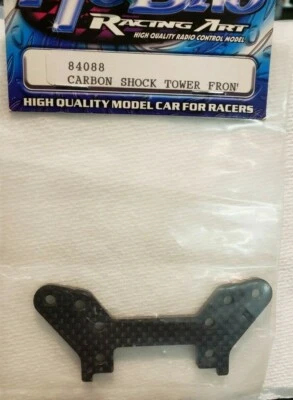 RACING ART
HIGH QUALITY RADIO CONTROL MODEL
84088
CARBON SHOCK TOWER FRON
HIGH QUALITY MODEL CAR FOR RACERS